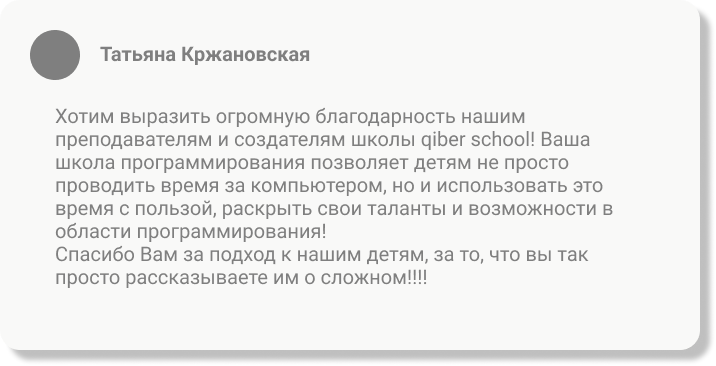 Татьяна Кржановская
Хотим выразить огромную благодарность нашим
преподавателям и создателям школы qiber school! Ваша
школа программирования позволяет детям не просто
проводить время за компьютером, но и использовать это
время с пользой, раскрыть свои таланты и возможности в
области программирования!
Спасибо Вам за подход к нашим детям, за то, что вы так
просто рассказываете им о сложном!!!!